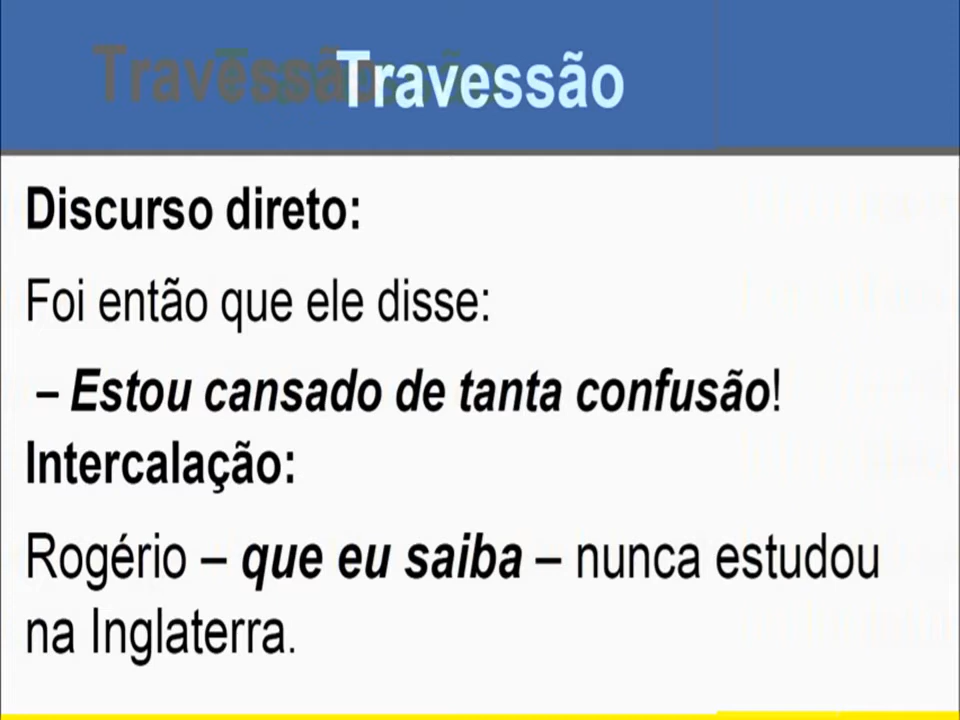 Travessão
Discurso direto:
Foi então que ele disse:
– Estou cansado de tanta confusão!
Intercalação:
Rogério – que eu saiba – nunca estudou
na Inglaterra.